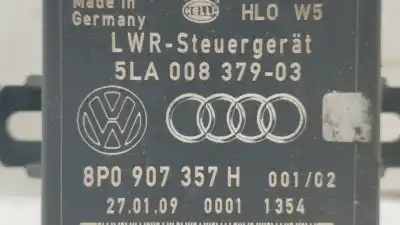 Made in
Germany
HELLA
HLO W5
LWR-Steuergerät
5LA 008 379-03
8P0 907 357 H 001/02
27.01.09 0001 1354